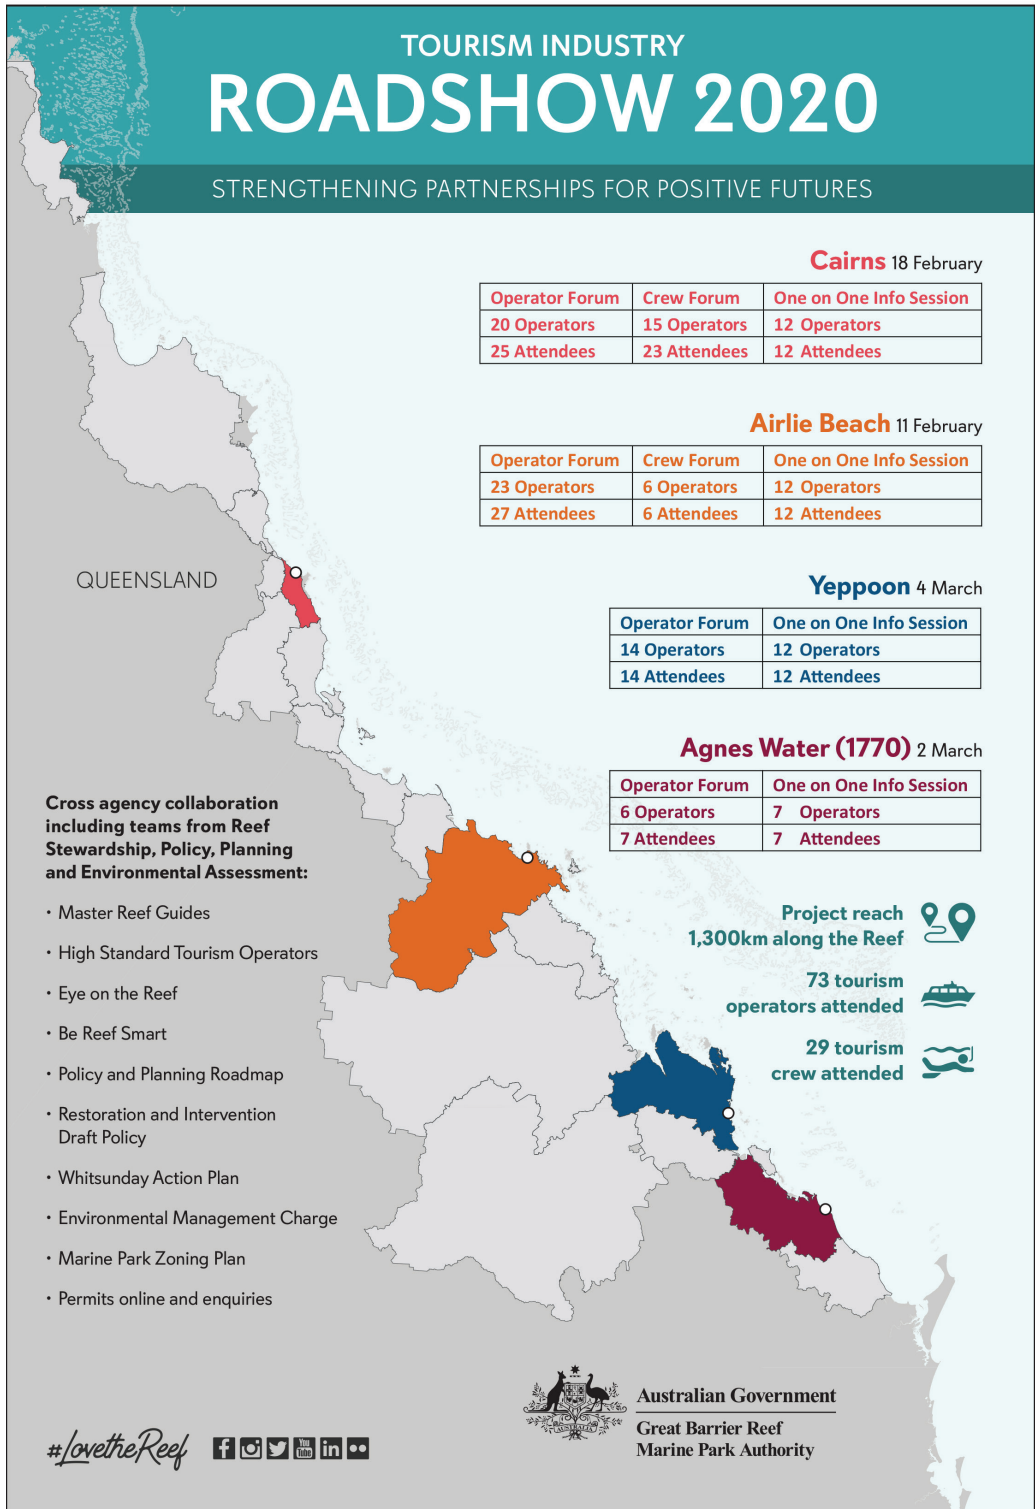 TOURISM INDUSTRY
ROADSHOW 2020
STRENGTHENING PARTNERSHIPS FOR POSITIVE FUTURES
Cairns 18 February
Operator Forum Crew Forum One on One Info Session
20 Operators 15 Operators 12 Operators
25 Attendees 23 Attendees 12 Attendees
Airlie Beach 11 February
Operator Forum Crew Forum One on One Info Session
23 Operators 6 Operators 12 Operators
27 Attendees 6 Attendees 12 Attendees
QUEENSLAND
Yeppoon 4 March
Operator Forum One on One Info Session
14 Operators 12 Operators
14 Attendees 12 Attendees
Agnes Water (1770) 2 March
Operator Forum One on One Info Session
6 Operators 7 Operators
7 Attendees 7 Attendees
Cross agency collaboration
including teams from Reef
Stewardship, Policy, Planning
and Environmental Assessment:
• Master Reef Guides
• High Standard Tourism Operators
• Eye on the Reef
• Be Reef Smart
• Policy and Planning Roadmap
• Restoration and Intervention
Draft Policy
• Whitsunday Action Plan
• Environmental Management Charge
• Marine Park Zoning Plan
• Permits online and enquiries
Project reach
1,300km along the Reef
73 tourism
operators attended
29 tourism
crew attended
#LovetheReef
You
Tube
AUSTRALIA
Australian Government
Great Barrier Reef
Marine Park Authority